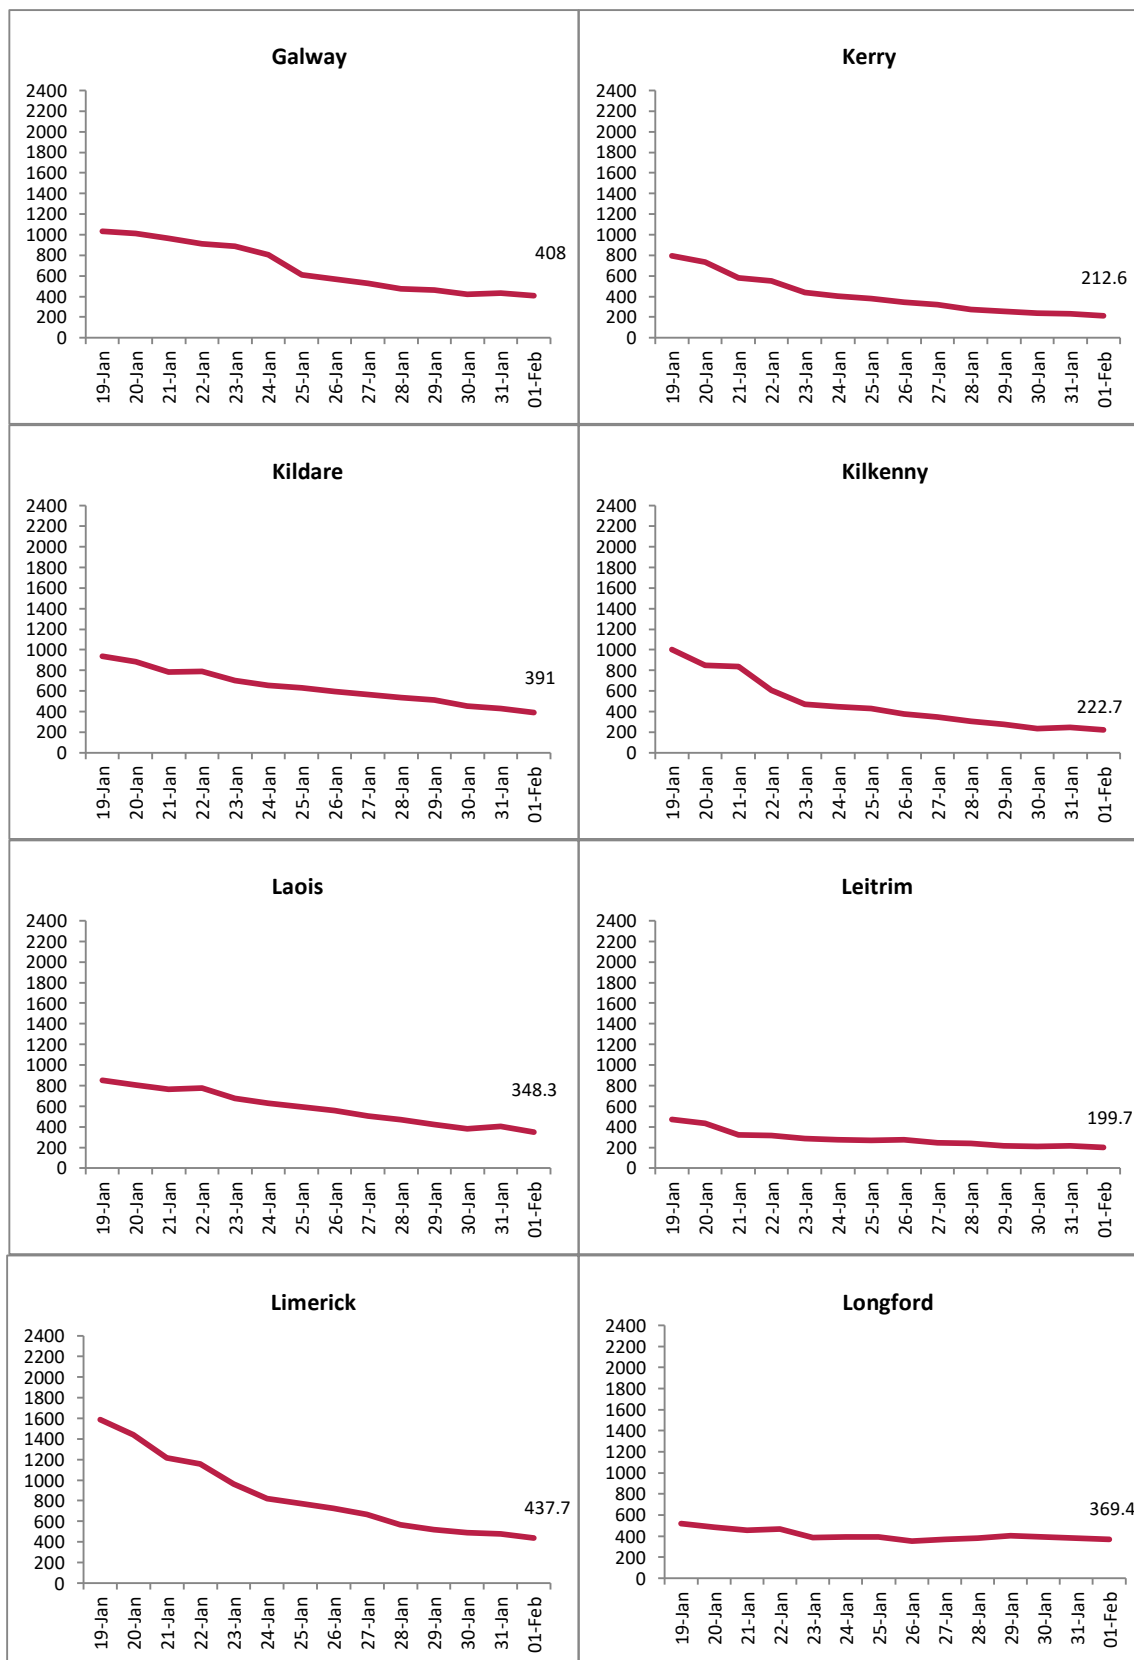 Galway
2400
2200
2000
1800
1600
1400
1200
1000
800
600
400
200
0
408
19-Jan
20-Jan
21-Jan
22-Jan
23-Jan
24-Jan
25-Jan
26-Jan
27-Jan
28-Jan
29-Jan
30-Jan
31-Jan
01-Feb
Kerry
2400
2200
2000
1800
1600
1400
1200
1000
800
600
400
200
0
212.6
19-Jan
20-Jan
21-Jan
22-Jan
23-Jan
24-Jan
25-Jan
26-Jan
27-Jan
28-Jan
29-Jan
30-Jan
31-Jan
01-Feb
Kildare
2400
2200
2000
1800
1600
1400
1200
1000
800
600
400
200
0
391
19-Jan
20-Jan
21-Jan
22-Jan
23-Jan
24-Jan
25-Jan
26-Jan
27-Jan
28-Jan
29-Jan
30-Jan
31-Jan
01-Feb
Kilkenny
2400
2200
2000
1800
1600
1400
1200
1000
800
600
400
200
0
222.7
19-Jan
20-Jan
21-Jan
22-Jan
23-Jan
24-Jan
25-Jan
26-Jan
27-Jan
28-Jan
29-Jan
30-Jan
31-Jan
01-Feb
Laois
2400
2200
2000
1800
1600
1400
1200
1000
800
600
400
200
0
348.3
19-Jan
20-Jan
21-Jan
22-Jan
23-Jan
24-Jan
25-Jan
26-Jan
27-Jan
28-Jan
29-Jan
30-Jan
31-Jan
01-Feb
Leitrim
2400
2200
2000
1800
1600
1400
1200
1000
800
600
400
200
0
199.7
19-Jan
20-Jan
21-Jan
22-Jan
23-Jan
24-Jan
25-Jan
26-Jan
27-Jan
28-Jan
29-Jan
30-Jan
31-Jan
01-Feb
Limerick
2400
2200
2000
1800
1600
1400
1200
1000
800
600
400
200
0
437.7
19-Jan
20-Jan
21-Jan
22-Jan
23-Jan
24-Jan
25-Jan
26-Jan
27-Jan
28-Jan
29-Jan
30-Jan
31-Jan
01-Feb
Longford
2400
2200
2000
1800
1600
1400
1200
1000
800
600
400
200
0
369.4
19-Jan
20-Jan
21-Jan
22-Jan
23-Jan
24-Jan
25-Jan
26-Jan
27-Jan
28-Jan
29-Jan
30-Jan
31-Jan
01-Feb